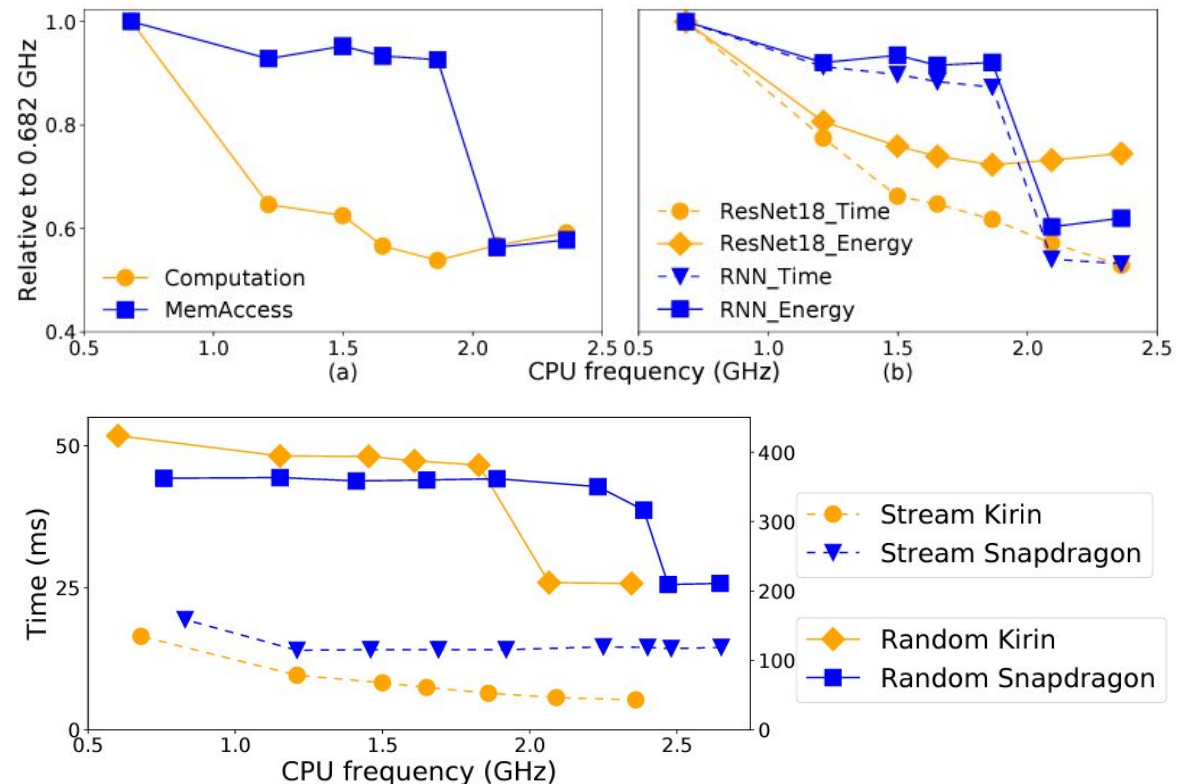 1.0
0.8
0.6
0.4
Relative to 0.682 GHz
Computation
MemAccess
0.5
1.0
1.5
2.0
2.5
(a)
ResNet18_Time
ResNet18_Energy
RNN_Time
RNN_Energy
0.5
1.0
1.5
2.0
2.5
(b)
CPU frequency (GHz)
50
25
0
Time (ms)
400
300
200
100
0
0.5
1.0
1.5
2.0
2.5
CPU frequency (GHz)
Stream Kirin
Stream Snapdragon
Random Kirin
Random Snapdragon